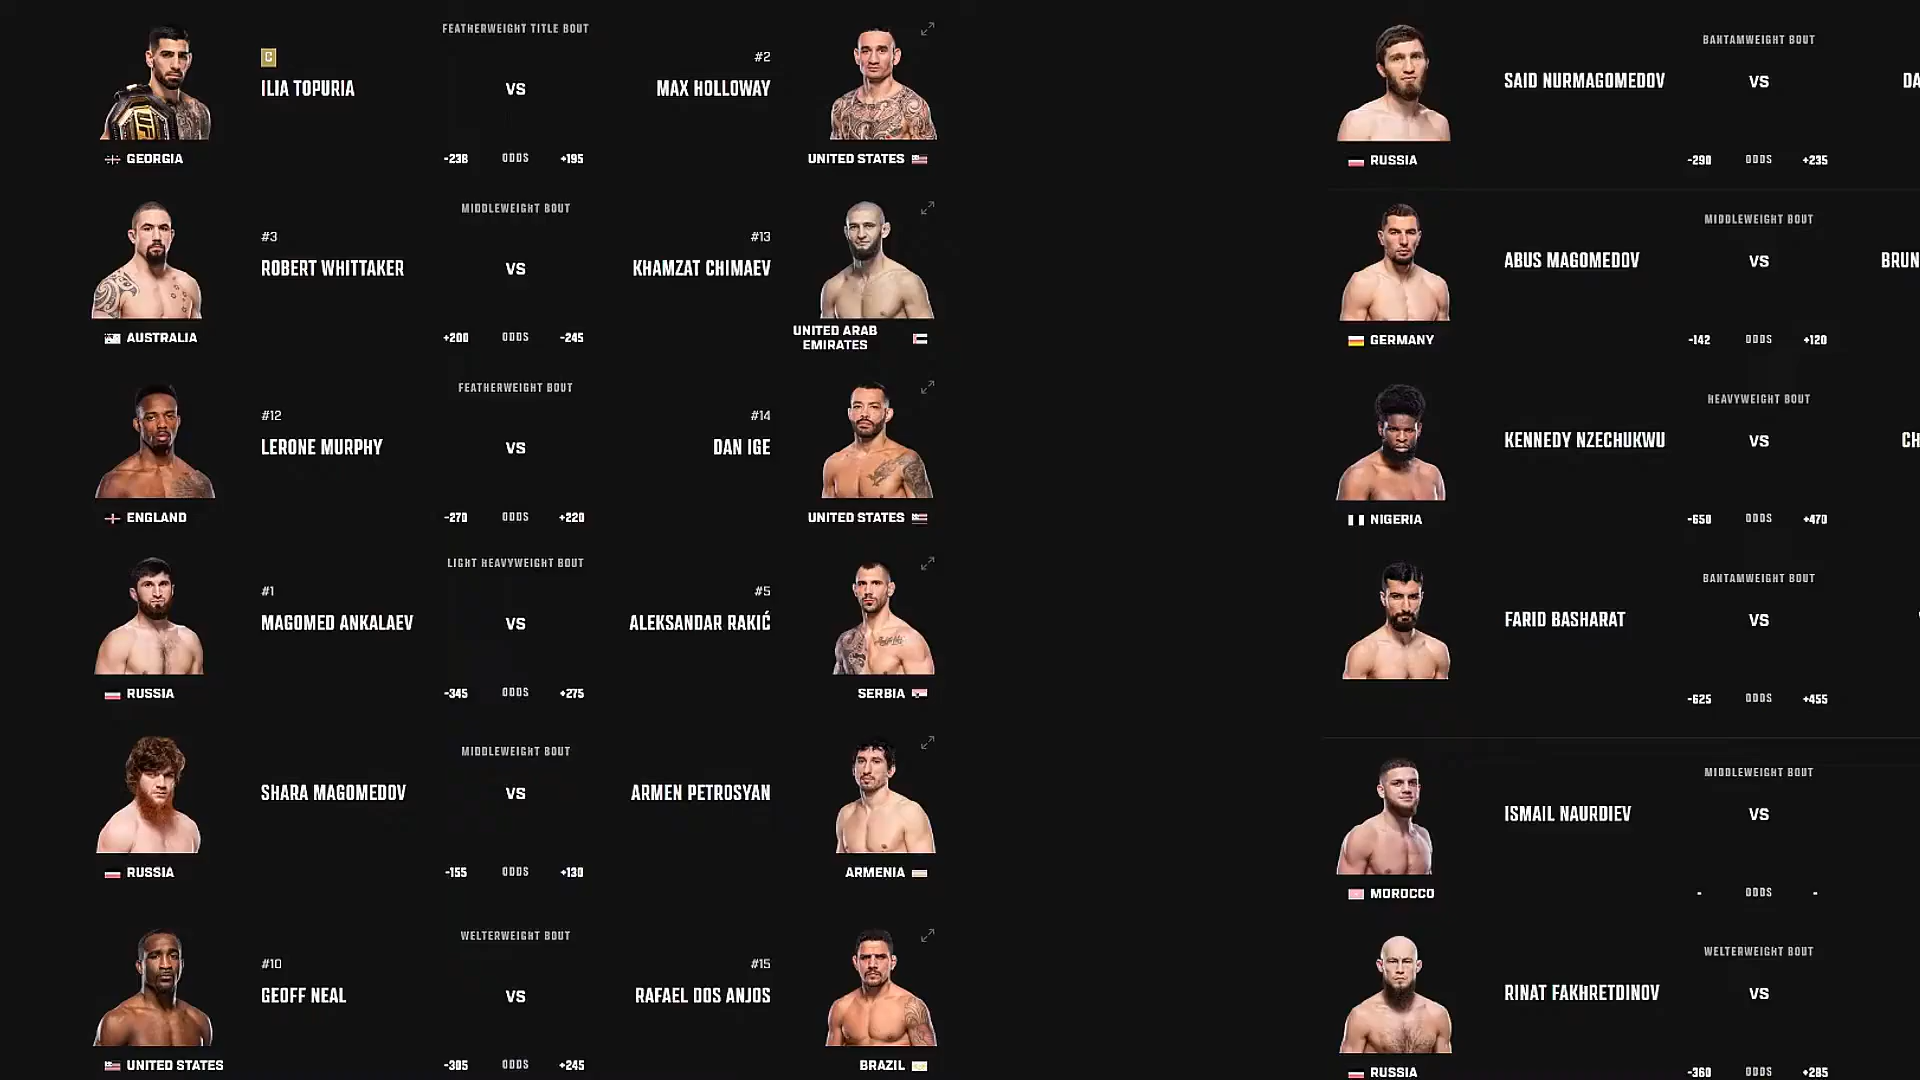 FEATHERWEIGHT TITLE BOUT
C #2
ILIA TOPURIA VS MAX HOLLOWAY
GEORGIA -238 ODDS +195 UNITED STATES
MIDDLEWEIGHT BOUT
#3 #13
ROBERT WHITTAKER VS KHAMZAT CHIMAEV
AUSTRALIA +200 ODDS -245 UNITED ARAB
EMIRATES
FEATHERWEIGHT BOUT
#12 #14
LERONE MURPHY VS DAN IGE
ENGLAND -270 ODDS +220 UNITED STATES
LIGHT HEAVYWEIGHT BOUT
#1 #5
MAGOMED ANKALAEV VS ALEKSANDAR RAKIĆ
RUSSIA -345 ODDS +275 SERBIA
MIDDLEWEIGHT BOUT
SHARA MAGOMEDOV VS ARMEN PETROSYAN
RUSSIA -155 ODDS +130 ARMENIA
WELTERWEIGHT BOUT
#10 #15
GEOFF NEAL VS RAFAEL DOS ANJOS
UNITED STATES -305 ODDS +245 BRAZIL
BANTAMWEIGHT BOUT
SAID NURMAGOMEDOV VS DA
RUSSIA -290 ODDS +235
MIDDLEWEIGHT BOUT
ABUS MAGOMEDOV VS BRUN
GERMANY -142 ODDS +120
HEAVYWEIGHT BOUT
KENNEDY NZECHUKWU VS CH
NIGERIA -650 ODDS +470
BANTAMWEIGHT BOUT
FARID BASHARAT VS
-625 ODDS +455
MIDDLEWEIGHT BOUT
ISMAIL NAURDIEV VS
MOROCCO - ODDS -
WELTERWEIGHT BOUT
RINAT FAKHRETDINOV VS
RUSSIA -360 ODDS +285